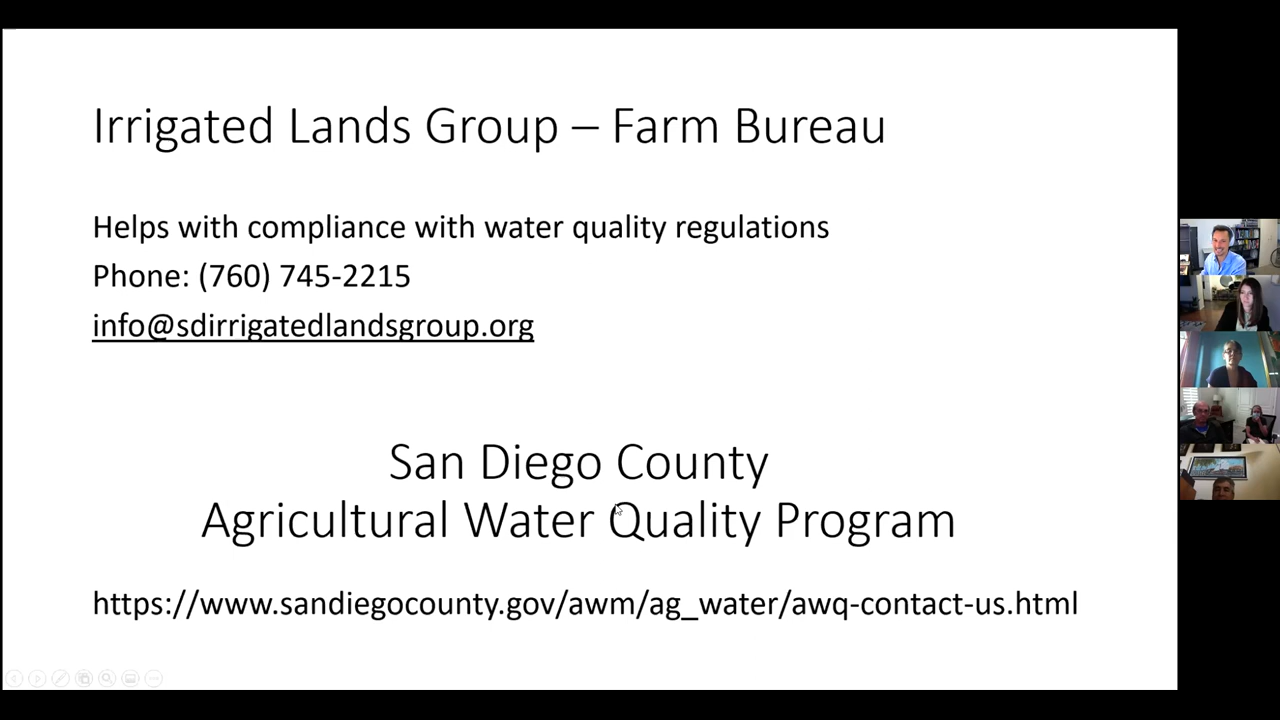 Irrigated Lands Group – Farm Bureau
Helps with compliance with water quality regulations
Phone: (760) 745-2215
info@sdirrigatedlandsgroup.org
San Diego County
Agricultural Water Quality Program
https://www.sandiegocounty.gov/awm/ag_water/awq-contact-us.html